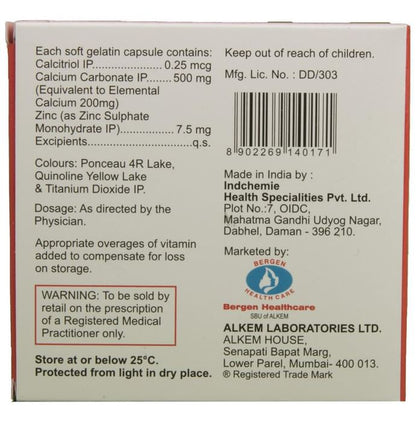 Each soft gelatin capsule contains:
Calcitriol IP.................. 0.25 mcg
Calcium Carbonate IP....... 500 mg
(Equivalent to Elemental
Calcium 200mg)
Zinc (as Zinc Sulphate
Monohydrate IP)............. 7.5 mg
Excipients........................q.s.
Colours: Ponceau 4R Lake,
Quinoline Yellow Lake
& Titanium Dioxide IP.
Dosage: As directed by the
Physician.
Appropriate overages of vitamin
added to compensate for loss
on storage.
WARNING: To be sold by
retail on the prescription
of a Registered Medical
Practitioner only.
Store at or below 25°C.
Protected from light in dry place.
Keep out of reach of children.
Mfg. Lic. No. : DD/303
8 902269 140171
Made in India by :
Indchemie
Health Specialities Pvt. Ltd.
Plot No.:7, OIDC,
Mahatma Gandhi Udyog Nagar,
Dabhel, Daman - 396 210.
Marketed by:
BERGEN
HEALTH CARE
Bergen Healthcare
SBU of ALKEM
ALKEM LABORATORIES LTD.
ALKEM HOUSE,
Senapati Bapat Marg,
Lower Parel, Mumbai- 400 013.
® Registered Trade Mark